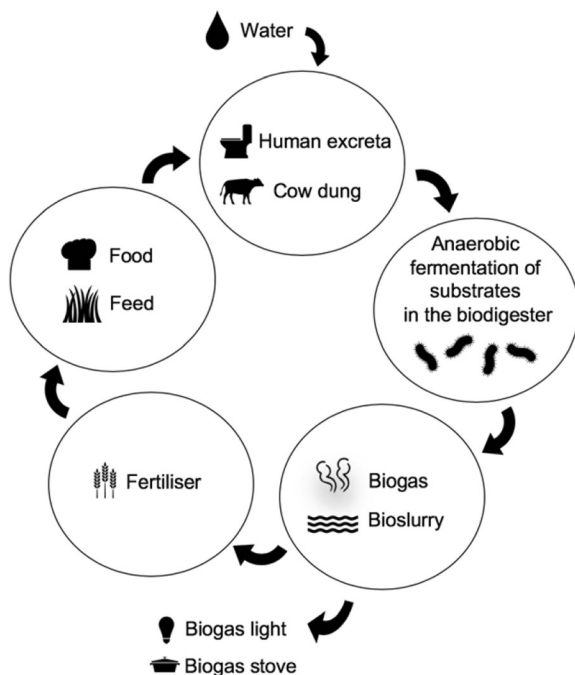 Water
Human excreta
Cow dung
Anaerobic
fermentation of
substrates
in the biodigester
Biogas
Bioslurry
Biogas light
Biogas stove
Fertiliser
Food
Feed